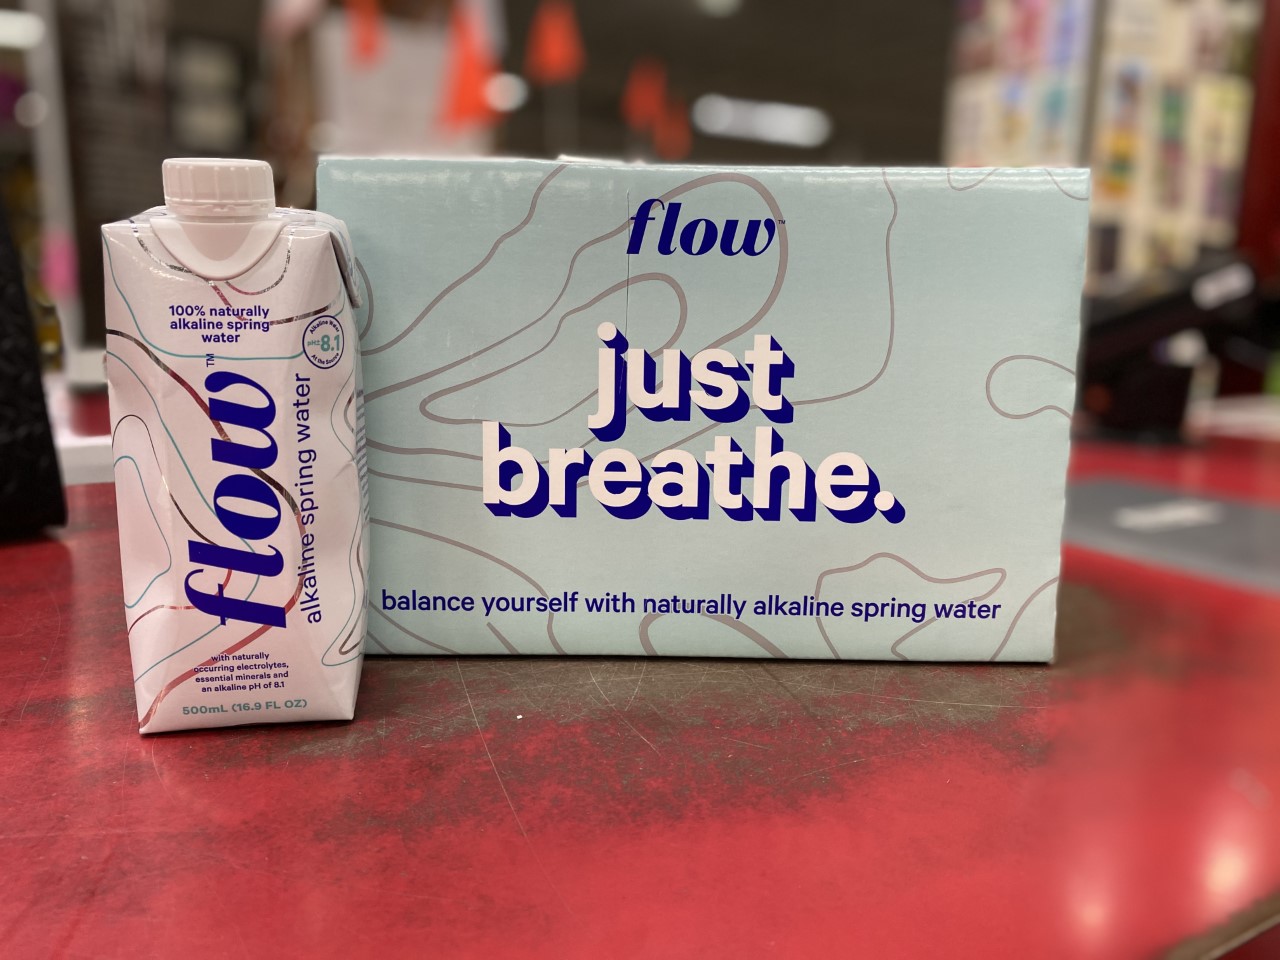 100% naturally
alkaline spring
water
Alkaline Water
pH± 8.1
At the Source
flow™
alkaline spring water
with naturally
occurring electrolytes,
essential minerals and
an alkaline pH of 8.1
500mL (16.9 FL OZ)
flow™
just
breathe.
balance yourself with naturally alkaline spring water